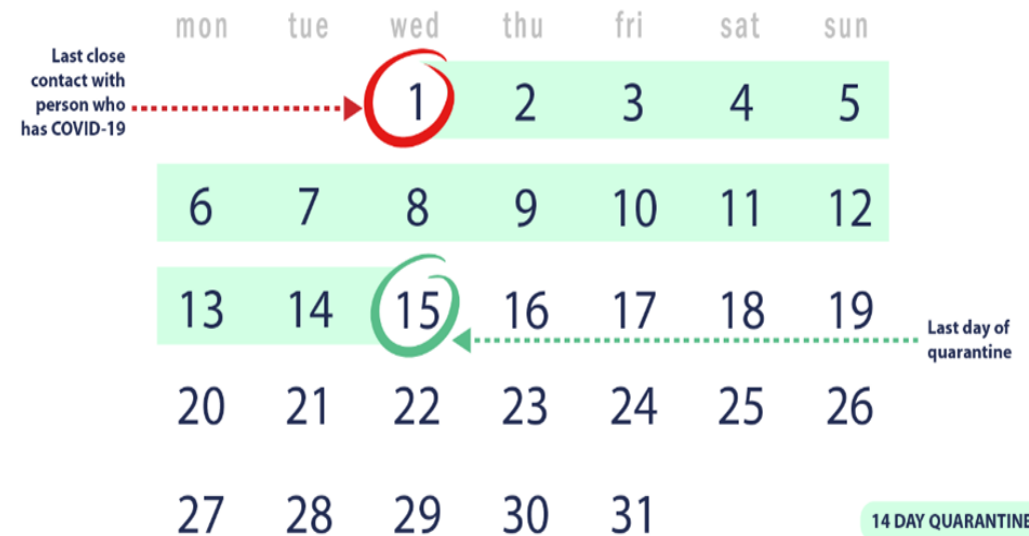 mon tue wed thu fri sat sun
Last close
contact with
person who
has COVID-19
1 2 3 4 5
6 7 8 9 10 11 12
13 14 15 16 17 18 19
Last day of
quarantine
20 21 22 23 24 25 26
27 28 29 30 31
14 DAY QUARANTINE